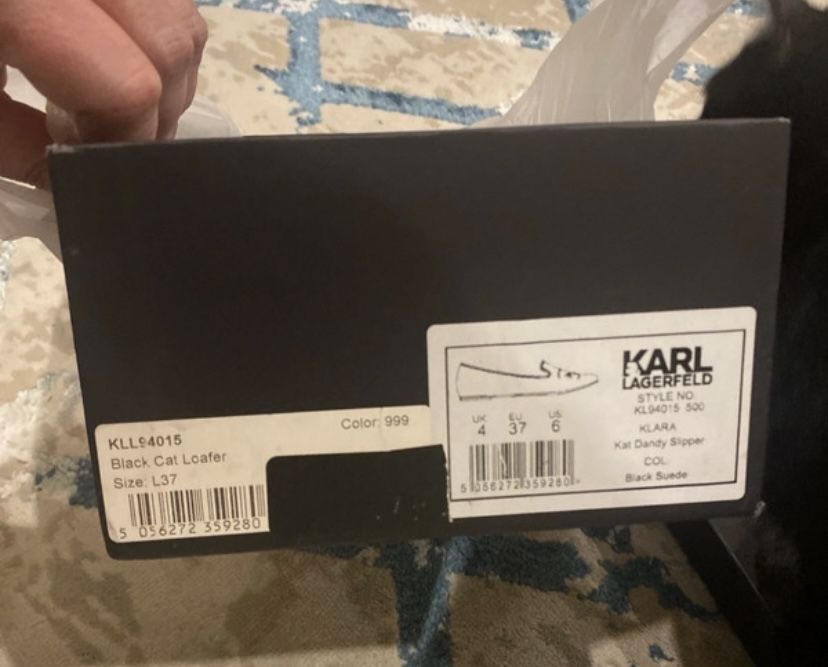 KLL94015
Color: 999
Black Cat Loafer
Size: L37
5 056272 359280
KARL
LAGERFELD
STYLE NO.
KL94015 500
KLARA
Kat Dandy Slipper
COL.
Black Suede
UK EU US
4 37 6
5 056272 359280 >